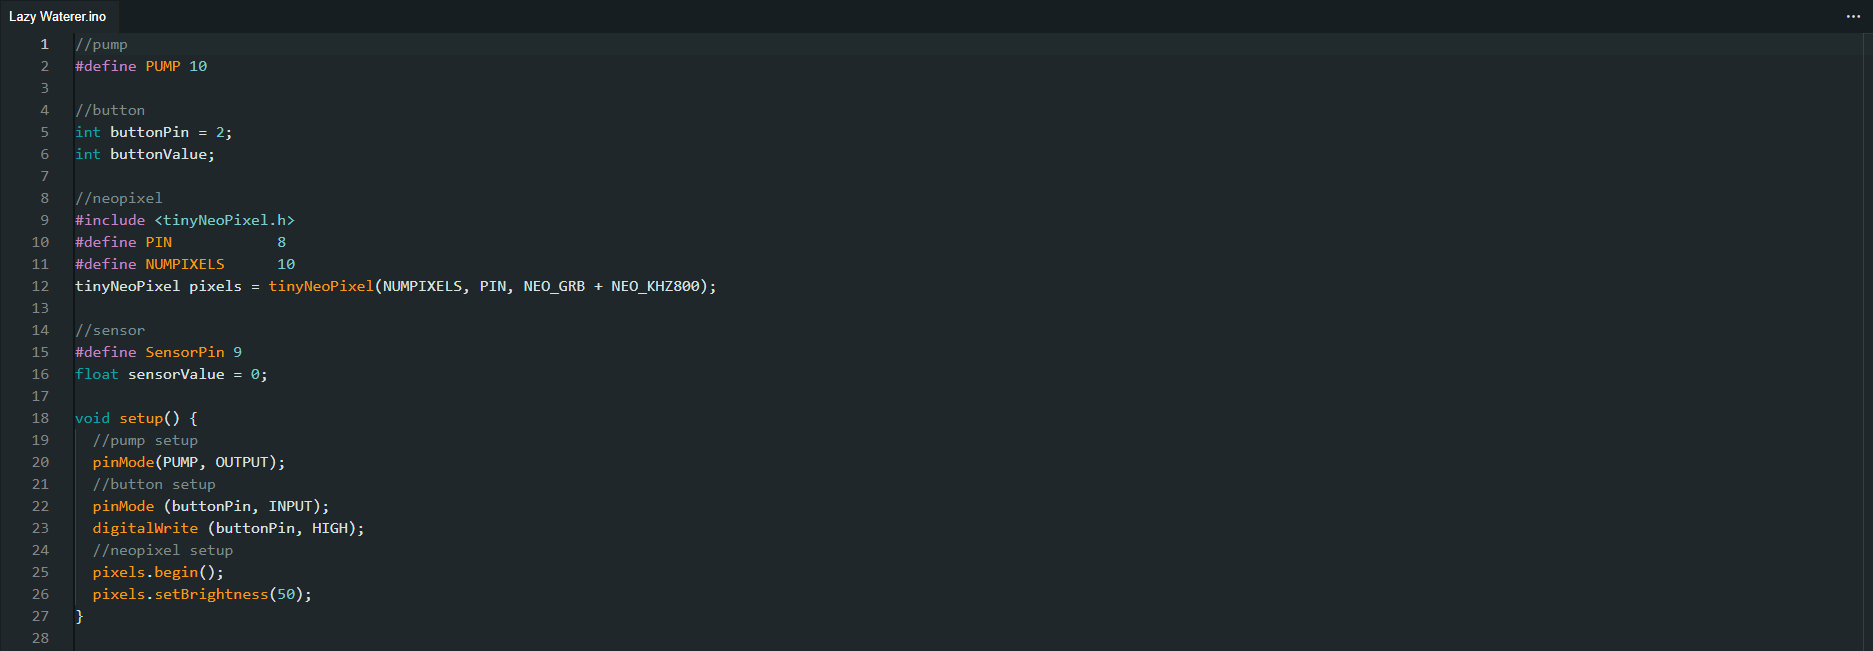 Lazy Waterer.ino
1 //pump
2 #define PUMP 10
3
4 //button
5 int buttonPin = 2;
6 int buttonValue;
7
8 //neopixel
9 #include <tinyNeoPixel.h>
10 #define PIN            8
11 #define NUMPIXELS      10
12 tinyNeoPixel pixels = tinyNeoPixel(NUMPIXELS, PIN, NEO_GRB + NEO_KHZ800);
13
14 //sensor
15 #define SensorPin 9
16 float sensorValue = 0;
17
18 void setup() {
19   //pump setup
20   pinMode(PUMP, OUTPUT);
21   //button setup
22   pinMode (buttonPin, INPUT);
23   digitalWrite (buttonPin, HIGH);
24   //neopixel setup
25   pixels.begin();
26   pixels.setBrightness(50);
27 }
28